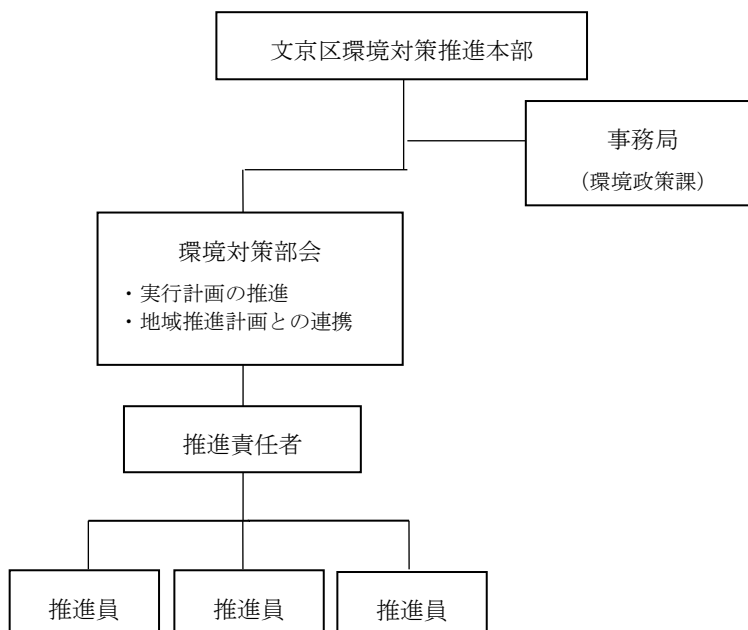 文京区環境対策推進本部
事務局
（環境政策課）
環境対策部会
・実行計画の推進
・地域推進計画との連携
推進責任者
推進員
推進員
推進員